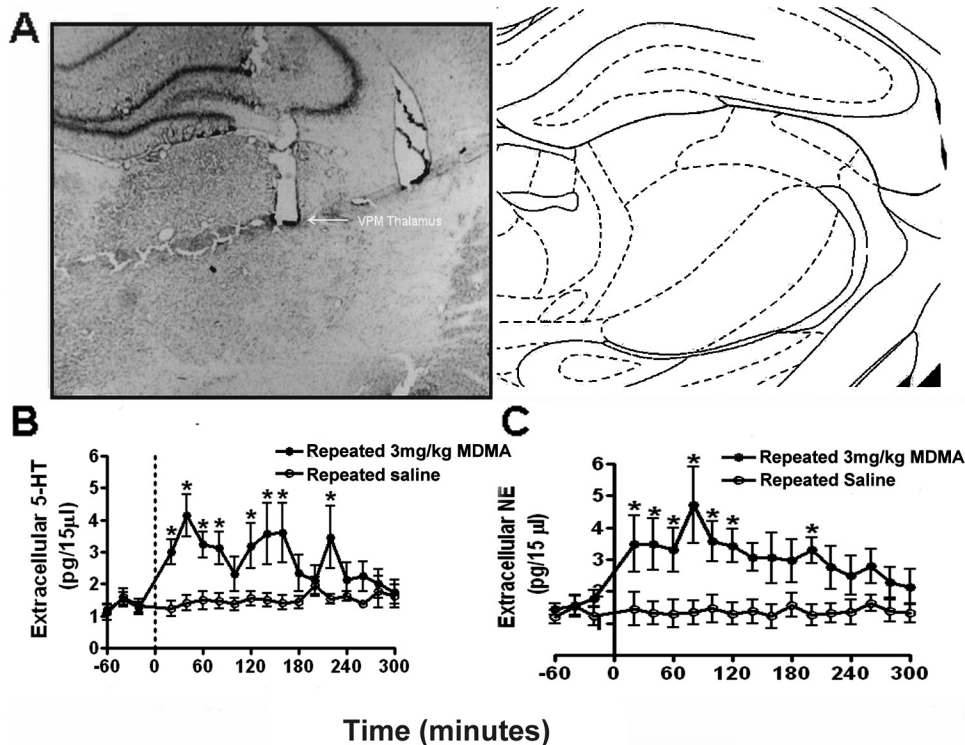 A
VPM Thalamus
B
Repeated 3mg/kg MDMA
Repeated saline
Extracellular 5-HT
(pg/15µl)
6
5
4
3
2
1
0
-60 0 60 120 180 240 300
* * * * * * * *
C
Repeated 3mg/kg MDMA
Repeated Saline
Extracellular NE
(pg/15 µl)
6
5
4
3
2
1
-60 0 60 120 180 240 300
* * * * * * *
Time (minutes)